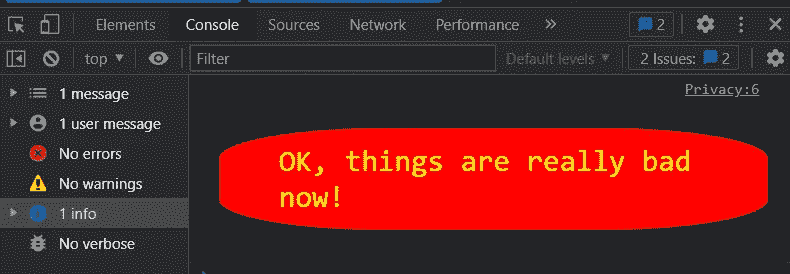 Elements Console Sources Network Performance » 2
top ▼ Filter Default levels ▼ 2 Issues: 2
1 message
Privacy:6
1 user message
No errors
OK, things are really bad
now!
No warnings
1 info
No verbose